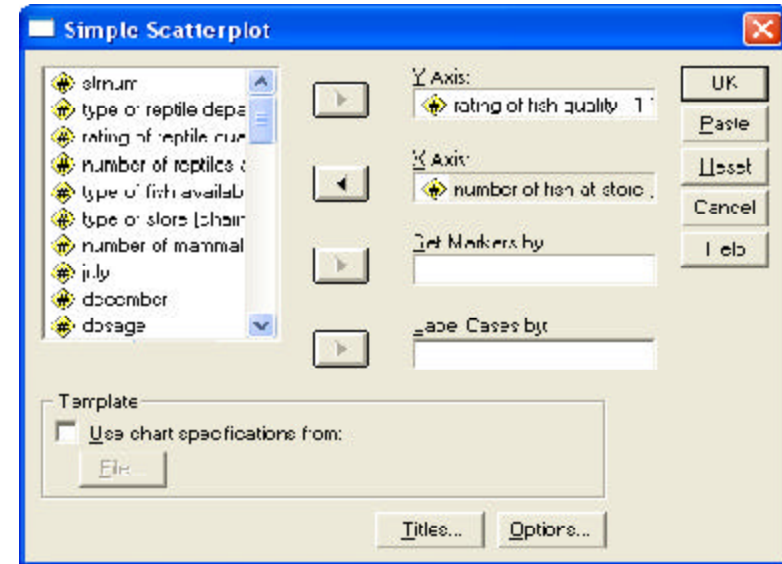 Simple Scatterplot
strnum
type of reptile depa
rating of reptile que
number of reptiles a
type of fish availab
type of store (chain
number of mammal
july
december
dosage
Y Axis:
rating of fish quality
X Axis:
number of fish at store
Set Markers by:
Label Cases by:
OK
Paste
Reset
Cancel
Help
Template
Use chart specifications from:
File...
Titles...
Options...